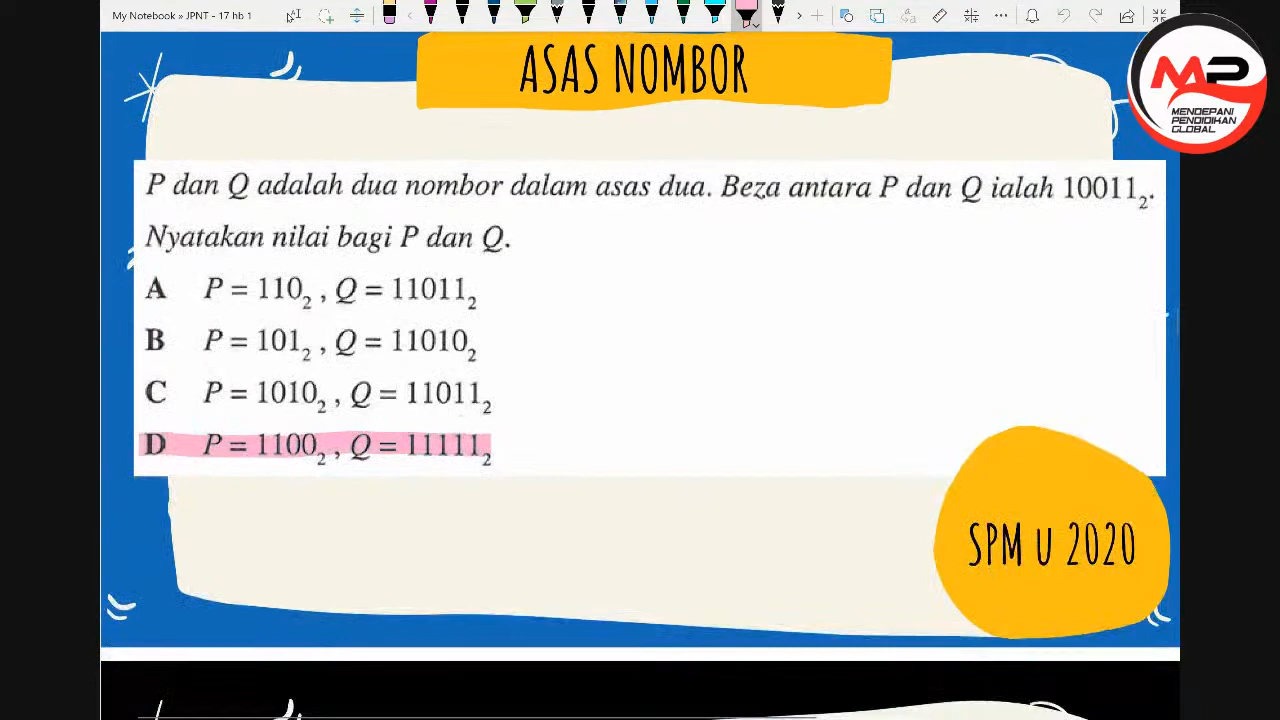 My Notebook » JPNT - 17 hb 1
ASAS NOMBOR
MP
MENDEPANI
PENDIDIKAN
GLOBAL
P dan Q adalah dua nombor dalam asas dua. Beza antara P dan Q ialah 10011₂.
Nyatakan nilai bagi P dan Q.
A P = 110₂ , Q = 11011₂
B P = 101₂ , Q = 11010₂
C P = 1010₂ , Q = 11011₂
D P = 1100₂ , Q = 11111₂
SPM U 2020